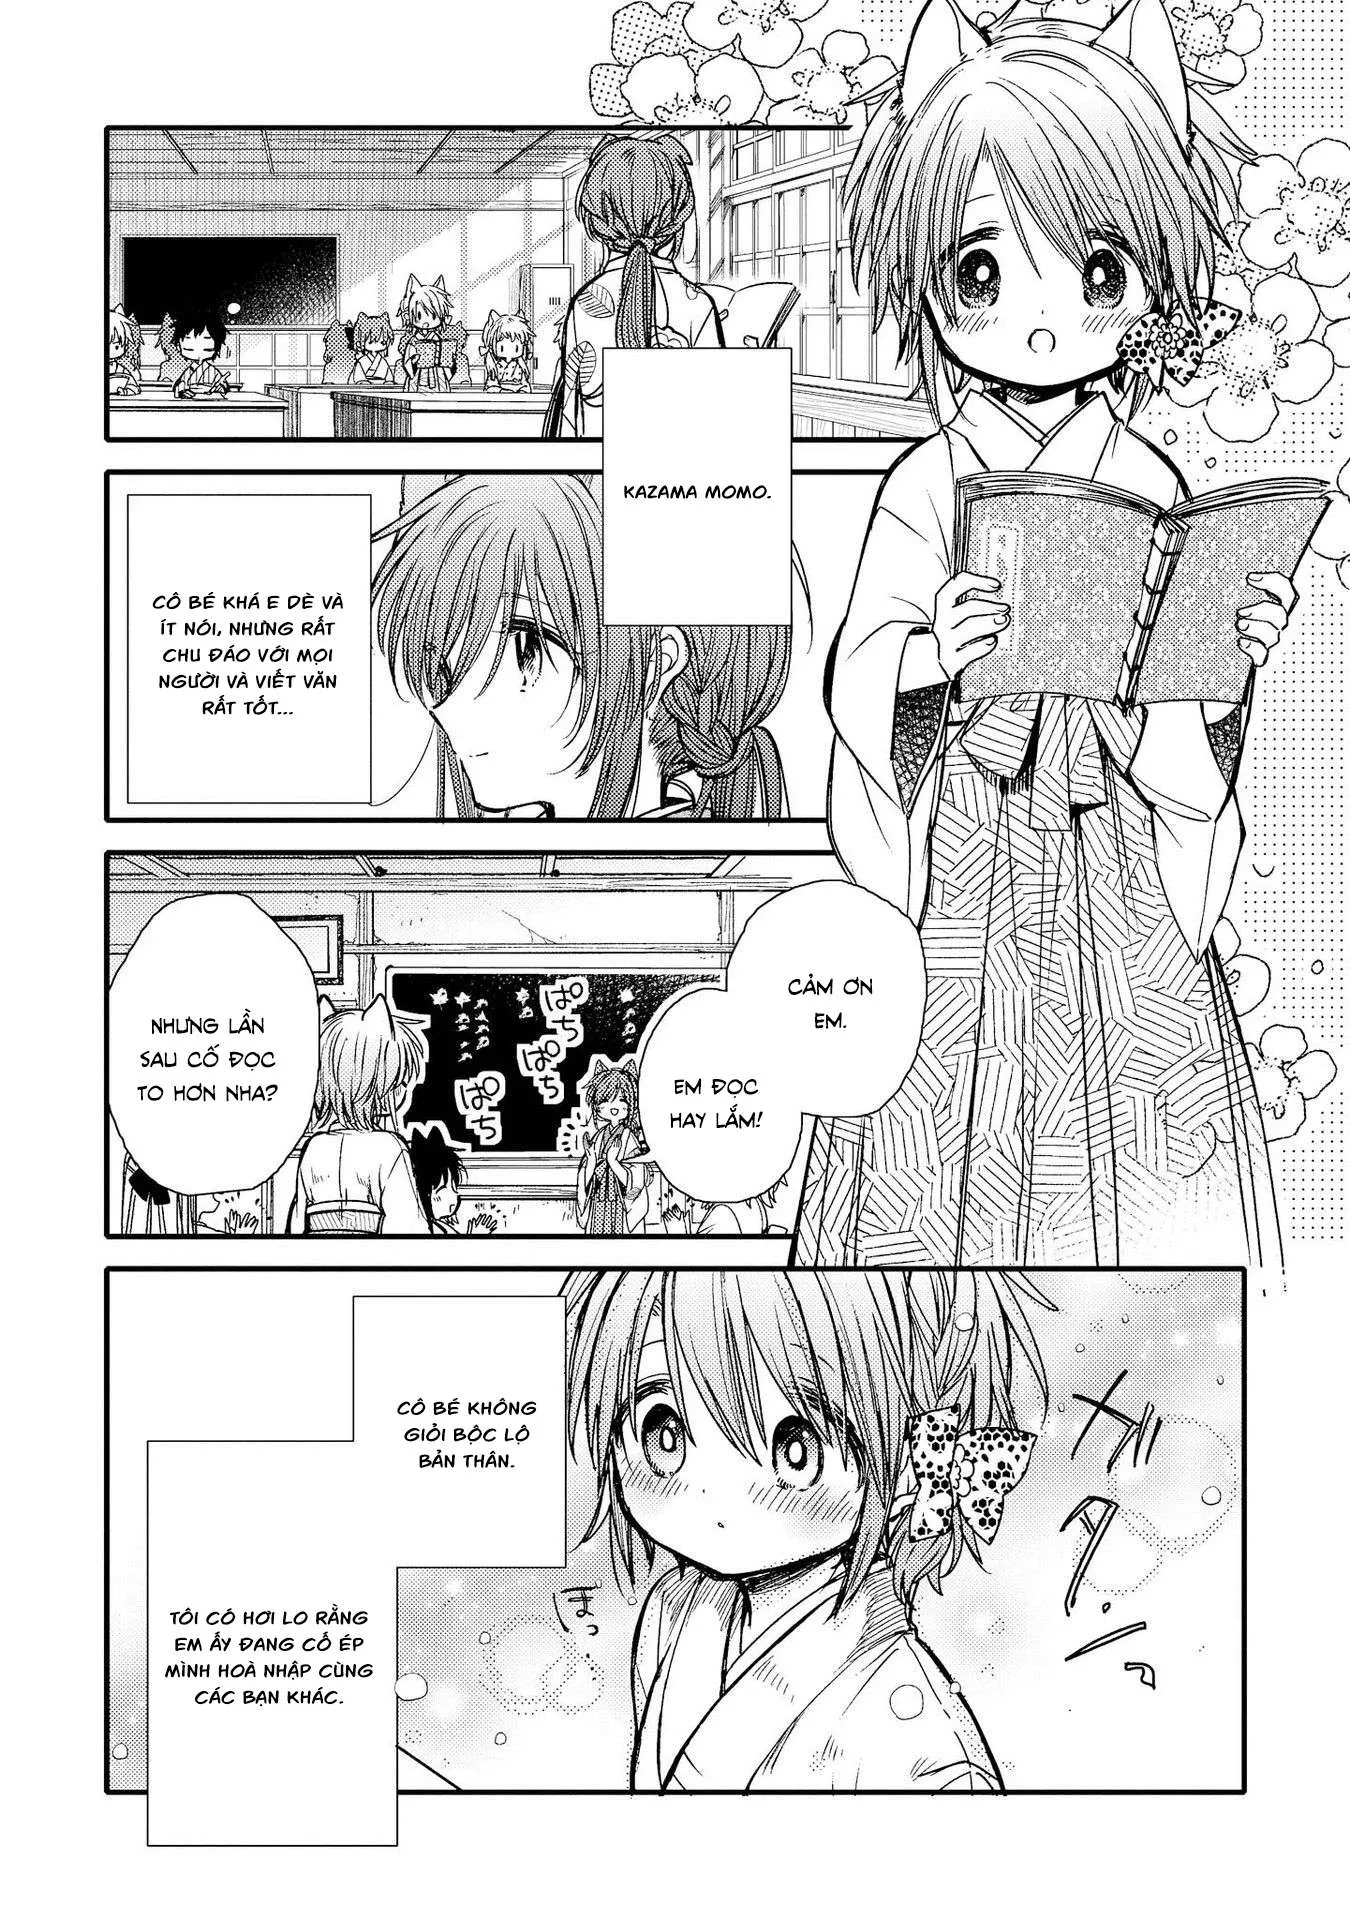 KAZAMA MOMO.
CÔ BÉ KHÁ E DÈ VÀ
ÍT NÓI, NHƯNG RẤT
CHU ĐÁO VỚI MỌI
NGƯỜI VÀ VIẾT VĂN
RẤT TỐT...
CẢM ƠN
EM.
EM ĐỌC
HAY LẮM!
ぱち
ぱち
ぱち
NHƯNG LẦN
SAU CỐ ĐỌC
TO HƠN NHA?
CÔ BÉ KHÔNG
GIỎI BỘC LỘ
BẢN THÂN.
ほっ
TÔI CÓ HƠI LO RẰNG
EM ẤY ĐANG CỐ ÉP
MÌNH HOÀ NHẬP CÙNG
CÁC BẠN KHÁC.